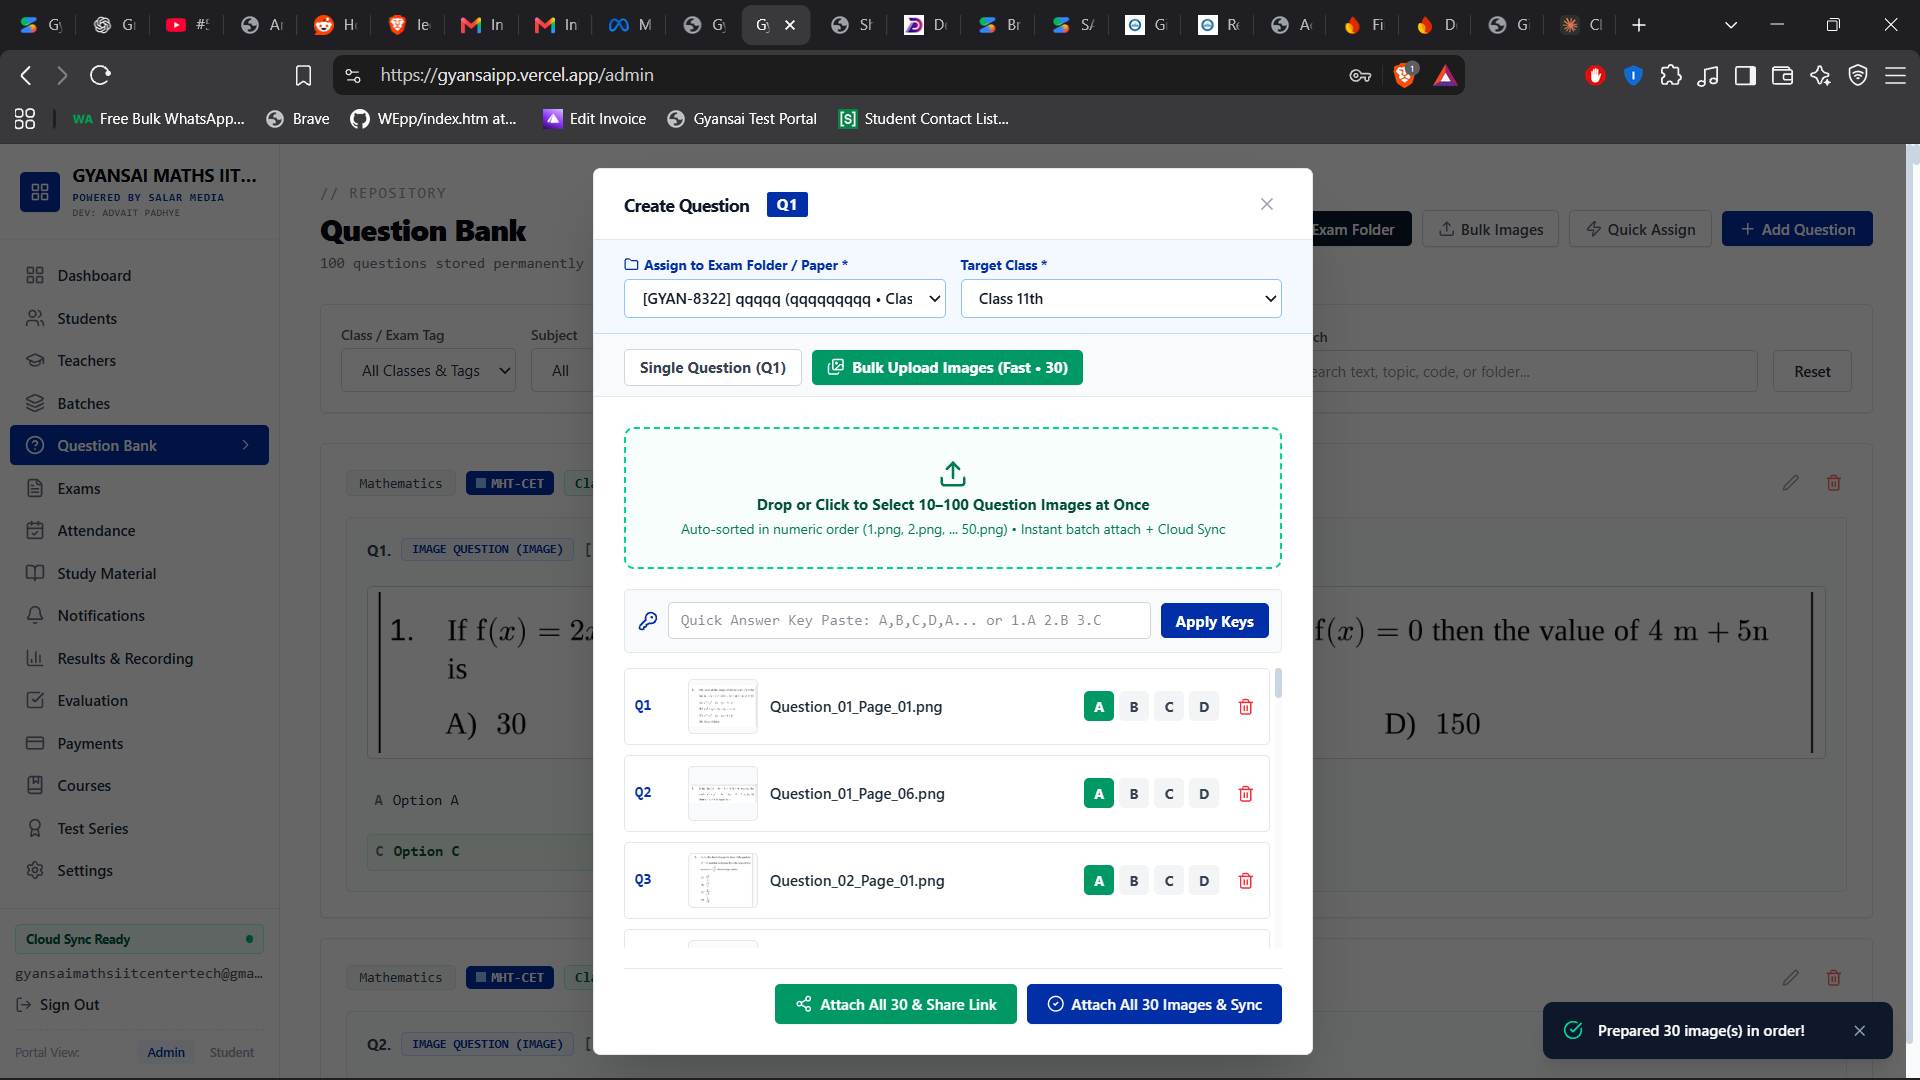 https://gyansaipp.vercel.app/admin
WA Free Bulk WhatsApp...
Brave
WEpp/index.htm at...
Edit Invoice
Gyansai Test Portal
[S] Student Contact List...
GYANSAI MATHS IIT...
POWERED BY SALAR MEDIA
DEV: ADVAIT PADHYE
Dashboard
Students
Teachers
Batches
Question Bank
Exams
Attendance
Study Material
Notifications
Results & Recording
Evaluation
Payments
Courses
Test Series
Settings
Cloud Sync Ready
gyansaimathsiitcentertech@gma...
Sign Out
Portal View: Admin Student
// REPOSITORY
Question Bank
100 questions stored permanently
Exam Folder
Bulk Images
Quick Assign
+ Add Question
Class / Exam Tag
All Classes & Tags
Subject
All
earch text, topic, code, or folder...
Reset
Mathematics MHT-CET
Q1. IMAGE QUESTION (IMAGE) [
1. If f(x) = 2x
f(x) = 0 then the value of 4 m + 5n
is
A) 30
D) 150
A Option A
C Option C
Mathematics MHT-CET
Q2. IMAGE QUESTION (IMAGE) [
Create Question Q1
Assign to Exam Folder / Paper *
[GYAN-8322] qqqqq (qqqqqqqqq • Clas
Target Class *
Class 11th
Single Question (Q1)
Bulk Upload Images (Fast • 30)
Drop or Click to Select 10–100 Question Images at Once
Auto-sorted in numeric order (1.png, 2.png, ... 50.png) • Instant batch attach + Cloud Sync
Quick Answer Key Paste: A,B,C,D,A... or 1.A 2.B 3.C
Apply Keys
Q1 Question_01_Page_01.png A B C D
Q2 Question_01_Page_06.png A B C D
Q3 Question_02_Page_01.png A B C D
Attach All 30 & Share Link
Attach All 30 Images & Sync
Prepared 30 image(s) in order!